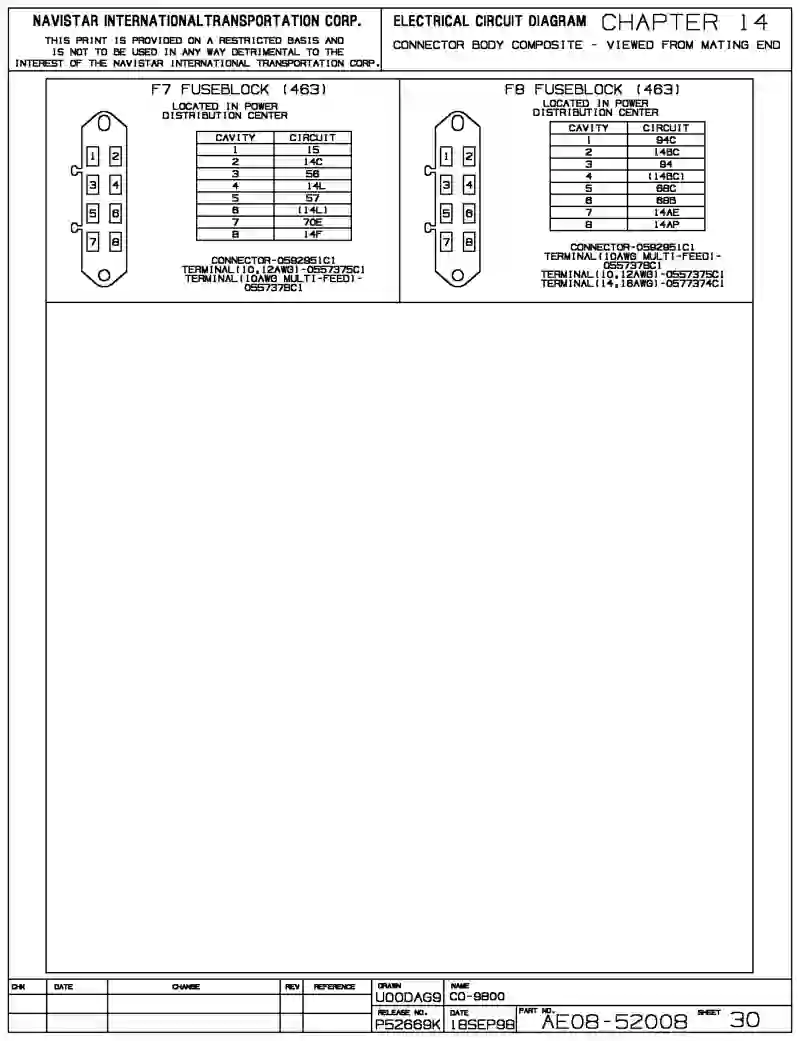 NAVISTAR INTERNATIONAL TRANSPORTATION CORP.
THIS PRINT IS PROVIDED ON A RESTRICTED BASIS AND
IS NOT TO BE USED IN ANY WAY DETRIMENTAL TO THE
INTEREST OF THE NAVISTAR INTERNATIONAL TRANSPORTATION CORP.
ELECTRICAL CIRCUIT DIAGRAM CHAPTER 14
CONNECTOR BODY COMPOSITE - VIEWED FROM MATING END
F7 FUSEBLOCK (463)
LOCATED IN POWER
DISTRIBUTION CENTER
1 2
3 4
5 6
7 8
CAVITY CIRCUIT
1 15
2 14C
3 56
4 14L
5 57
6 (14L)
7 70E
8 14F
CONNECTOR-0592951C1
TERMINAL(10,12AWG)-0557375C1
TERMINAL(10AWG MULTI-FEED)-
0557378C1
F8 FUSEBLOCK (463)
LOCATED IN POWER
DISTRIBUTION CENTER
1 2
3 4
5 6
7 8
CAVITY CIRCUIT
1 94C
2 14BC
3 94
4 (14BC)
5 68C
6 68B
7 14AE
8 14AP
CONNECTOR-0592951C1
TERMINAL(10AWG MULTI-FEED)-
0557378C1
TERMINAL(10,12AWG)-0557375C1
TERMINAL(14,16AWG)-0577374C1
CHK DATE CHANGE REV REFERENCE
DRAWN
U00DAG9
NAME
CO-9800
RELEASE NO.
P52669K
DATE
18SEP98
PART NO.
AE08-52008
SHEET 30